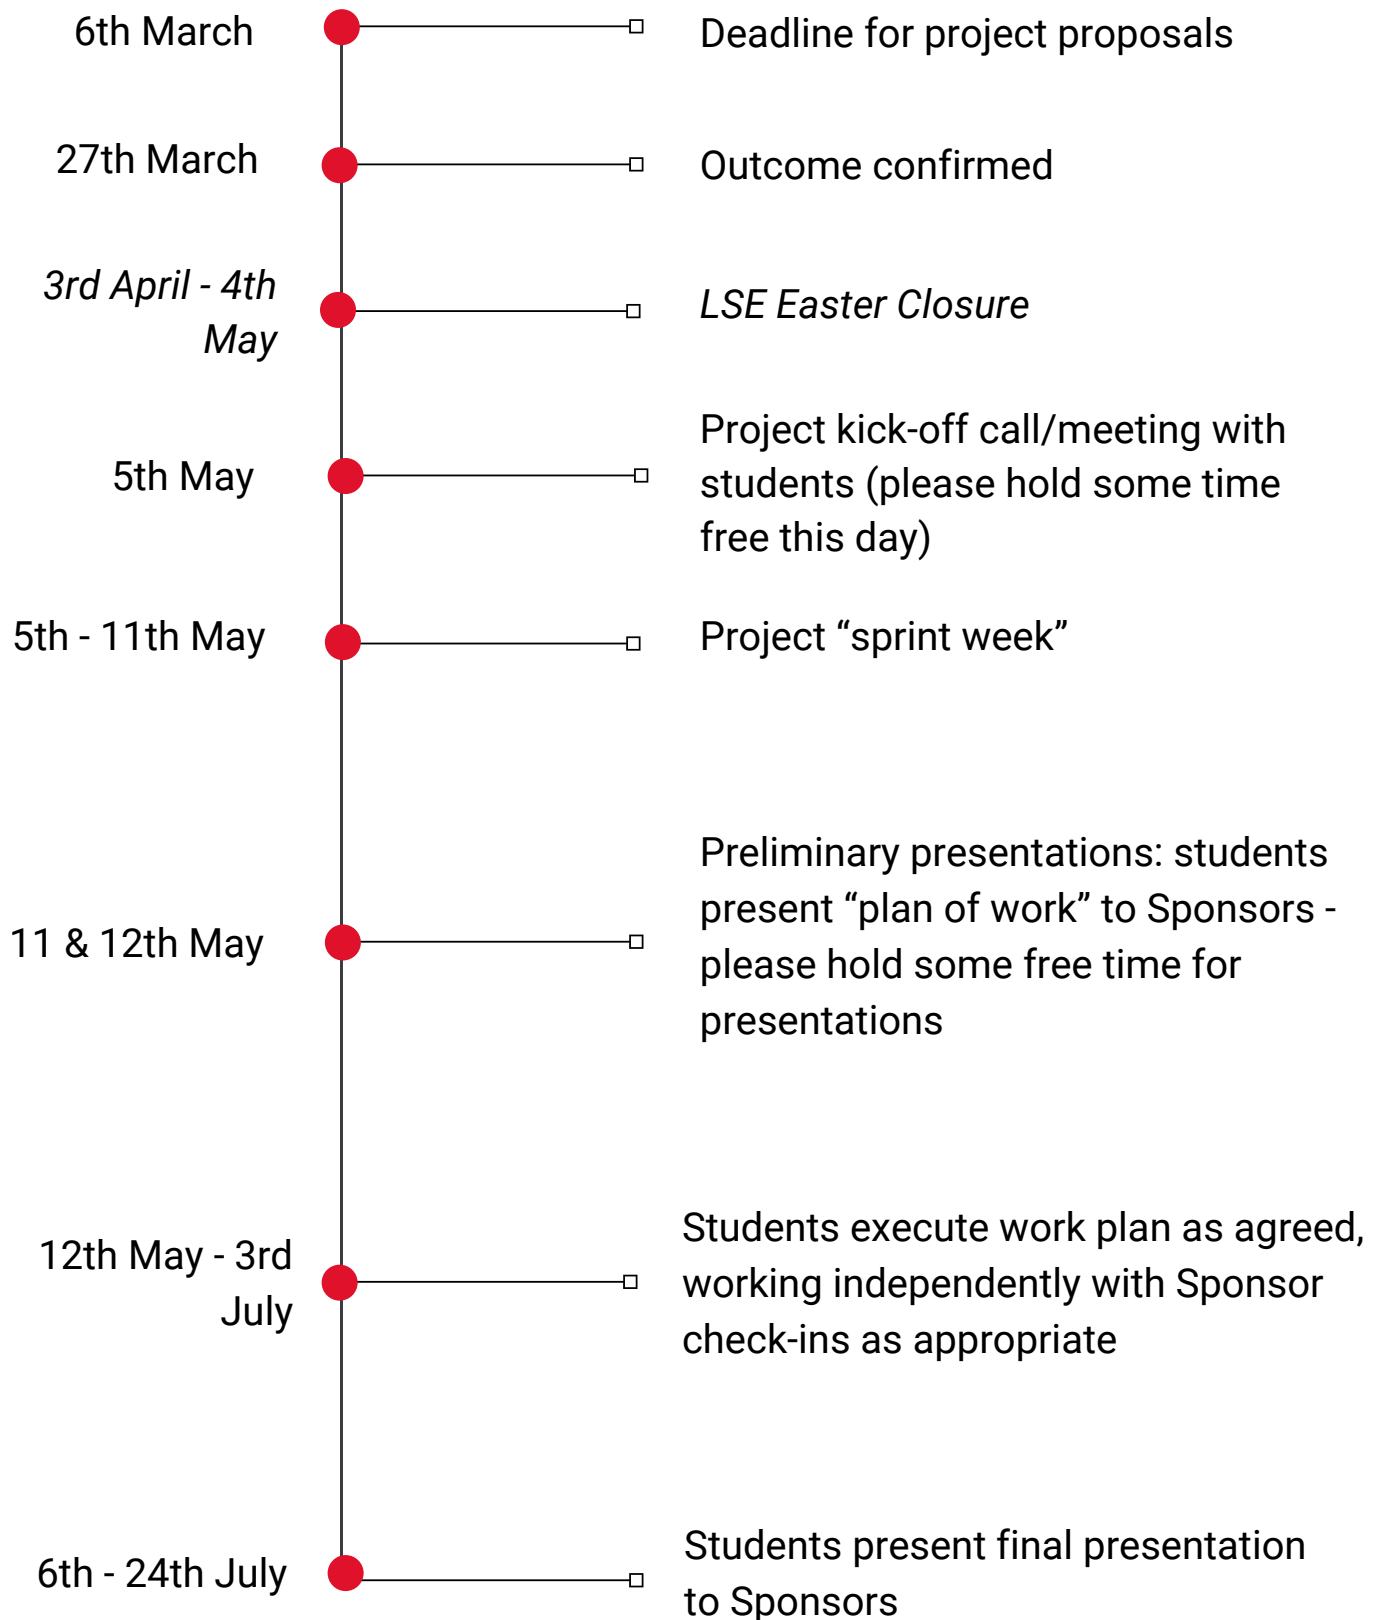 6th March
Deadline for project proposals
27th March
Outcome confirmed
3rd April - 4th
May
LSE Easter Closure
5th May
Project kick-off call/meeting with
students (please hold some time
free this day)
5th - 11th May
Project “sprint week”
11 & 12th May
Preliminary presentations: students
present “plan of work” to Sponsors -
please hold some free time for
presentations
12th May - 3rd
July
Students execute work plan as agreed,
working independently with Sponsor
check-ins as appropriate
6th - 24th July
Students present final presentation
to Sponsors